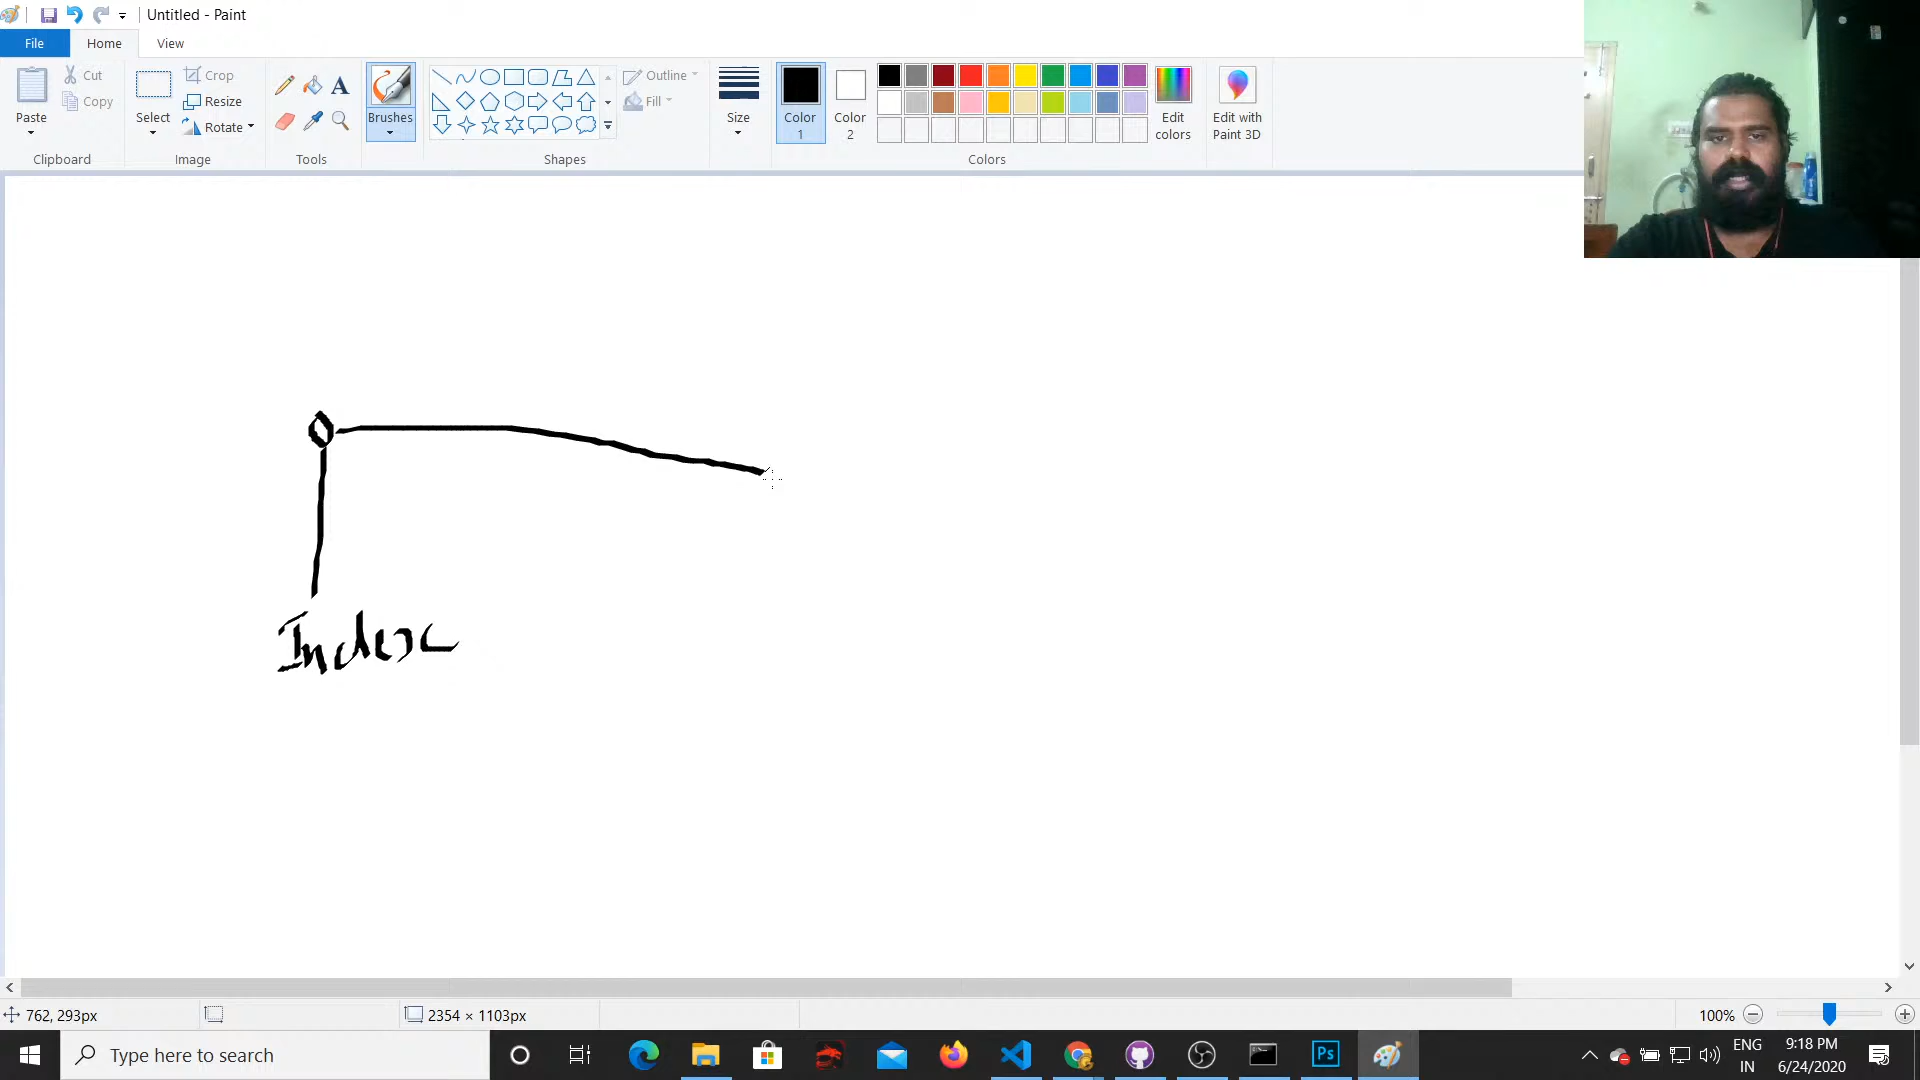 Untitled - Paint
File Home View
Paste
Cut
Copy
Clipboard
Select
Crop
Resize
Rotate
Image
Tools
Brushes
Shapes
Outline
Fill
Size
Color 1
Color 2
Colors
Edit colors
Edit with Paint 3D
Index
762, 293px
2354 × 1103px
100%
Type here to search
Ps
ENG
IN
9:18 PM
6/24/2020